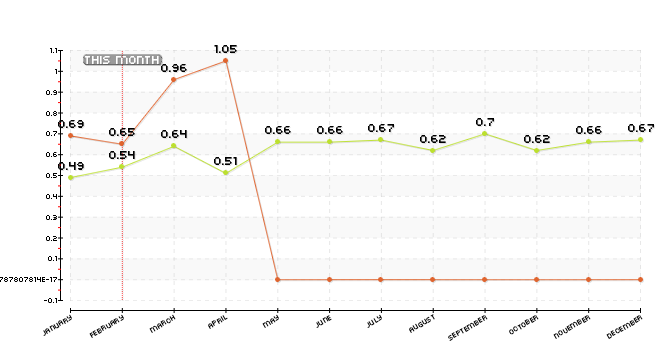 1.1
THIS MONTH
1.05
1
0.96
0.9
0.8
0.69
0.65
0.64
0.66
0.66
0.67
0.62
0.7
0.62
0.66
0.67
0.7
0.6
0.54
0.51
0.49
0.5
0.4
0.3
0.2
0.1
787807814E-17
-0.1
JANUARY
FEBRUARY
MARCH
APRIL
MAY
JUNE
JULY
AUGUST
SEPTEMBER
OCTOBER
NOVEMBER
DECEMBER